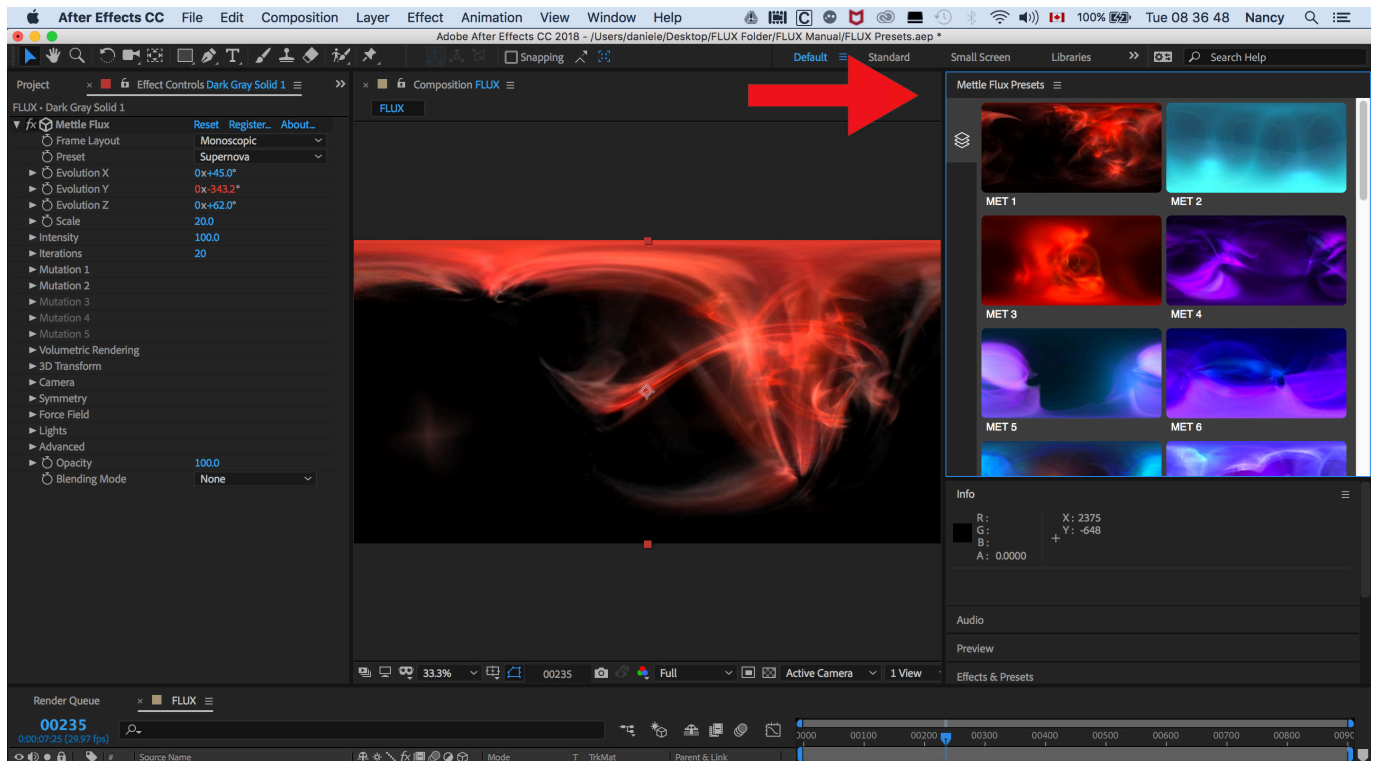 After Effects CC File Edit Composition Layer Effect Animation View Window Help 100% Tue 08 36 48 Nancy
Adobe After Effects CC 2018 - /Users/daniele/Desktop/FLUX Folder/FLUX Manual/FLUX Presets.aep *
Snapping Default Standard Small Screen Libraries Search Help
Project Effect Controls Dark Gray Solid 1
Composition FLUX
Mettle Flux Presets
FLUX • Dark Gray Solid 1
FLUX
fx Mettle Flux Reset Register... About...
Frame Layout Monoscopic
Preset Supernova
Evolution X 0x+45.0°
Evolution Y 0x-343.2°
Evolution Z 0x+62.0°
Scale 20.0
Intensity 100.0
Iterations 20
Mutation 1
Mutation 2
Mutation 3
Mutation 4
Mutation 5
Volumetric Rendering
3D Transform
Camera
Symmetry
Force Field
Lights
Advanced
Opacity 100.0
Blending Mode None
MET 1 MET 2
MET 3 MET 4
MET 5 MET 6
Info
R: X: 2375
G: Y: -648
B:
A: 0.0000
Audio
Preview
Effects & Presets
33.3% 00235 Full Active Camera 1 View
Render Queue FLUX
00235
0:00:07:25 (29.97 fps)
0000 00100 00200 00300 00400 00500 00600 00700 00800 0090
# Source Name fx Mode T TrkMat Parent & Link